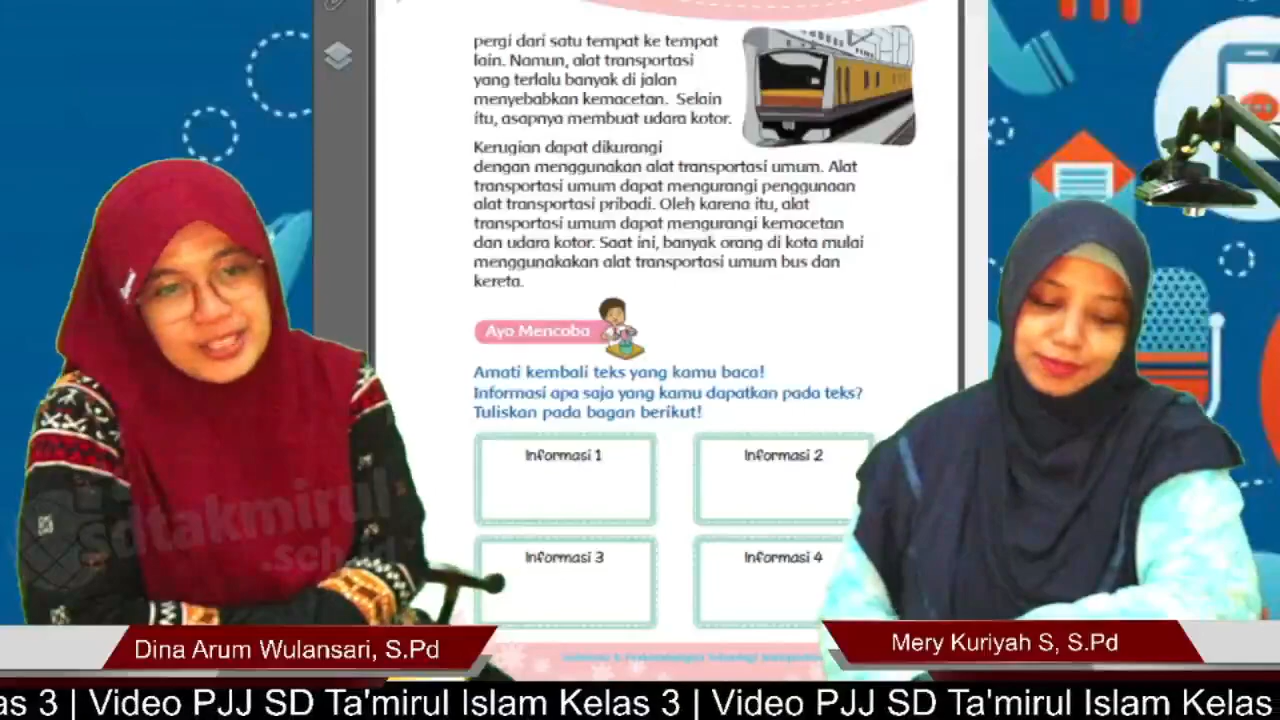 pergi dari satu tempat ke tempat
lain. Namun, alat transportasi
yang terlalu banyak di jalan
menyebabkan kemacetan. Selain
itu, asapnya membuat udara kotor.
Kerugian dapat dikurangi
dengan menggunakan alat transportasi umum. Alat
transportasi umum dapat mengurangi penggunaan
alat transportasi pribadi. Oleh karena itu, alat
transportasi umum dapat mengurangi kemacetan
dan udara kotor. Saat ini, banyak orang di kota mulai
menggunakakan alat transportasi umum bus dan
kereta.
Ayo Mencoba
Amati kembali teks yang kamu baca!
Informasi apa saja yang kamu dapatkan pada teks?
Tuliskan pada bagan berikut!
Informasi 1
Informasi 2
Informasi 3
Informasi 4
sdtakmirul
.sch.id
Dina Arum Wulansari, S.Pd
Mery Kuriyah S, S.Pd
as 3 | Video PJJ SD Ta'mirul Islam Kelas 3 | Video PJJ SD Ta'mirul Islam Kelas